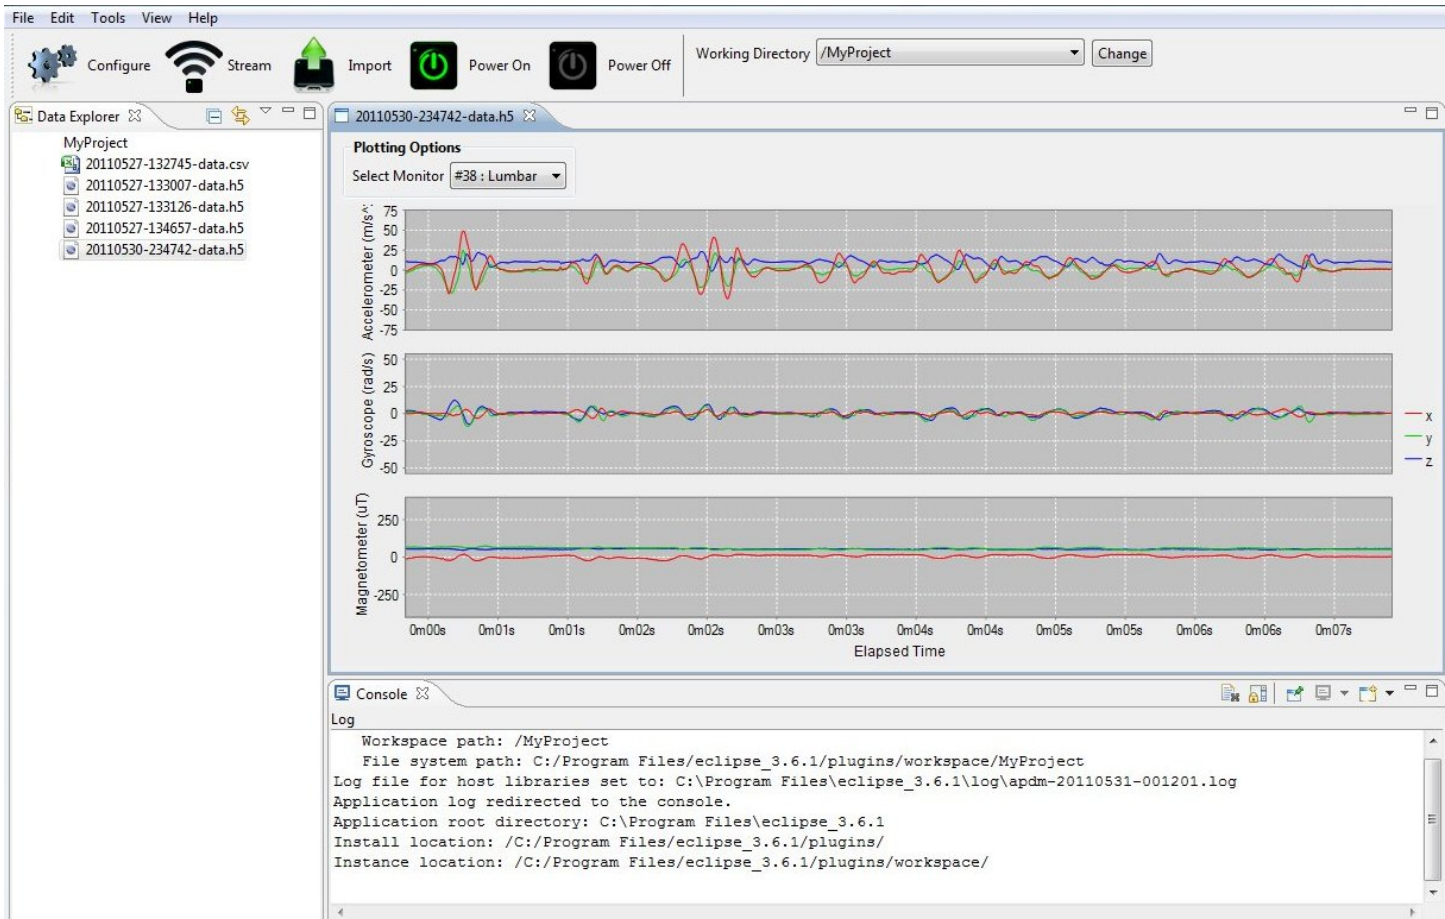 File Edit Tools View Help
Configure Stream Import Power On Power Off Working Directory /MyProject Change
Data Explorer
MyProject
20110527-132745-data.csv
20110527-133007-data.h5
20110527-133126-data.h5
20110527-134657-data.h5
20110530-234742-data.h5
20110530-234742-data.h5
Plotting Options
Select Monitor #38 : Lumbar
Accelerometer (m/s^
75
50
25
0
-25
-50
-75
Gyroscope (rad/s)
50
25
0
-25
-50
x
y
z
Magnetometer (uT)
250
0
-250
0m00s 0m01s 0m01s 0m02s 0m02s 0m03s 0m03s 0m04s 0m04s 0m05s 0m05s 0m06s 0m06s 0m07s
Elapsed Time
Console
Log
Workspace path: /MyProject
File system path: C:/Program Files/eclipse_3.6.1/plugins/workspace/MyProject
Log file for host libraries set to: C:\Program Files\eclipse_3.6.1\log\apdm-20110531-001201.log
Application log redirected to the console.
Application root directory: C:\Program Files\eclipse_3.6.1
Install location: /C:/Program Files/eclipse_3.6.1/plugins/
Instance location: /C:/Program Files/eclipse_3.6.1/plugins/workspace/